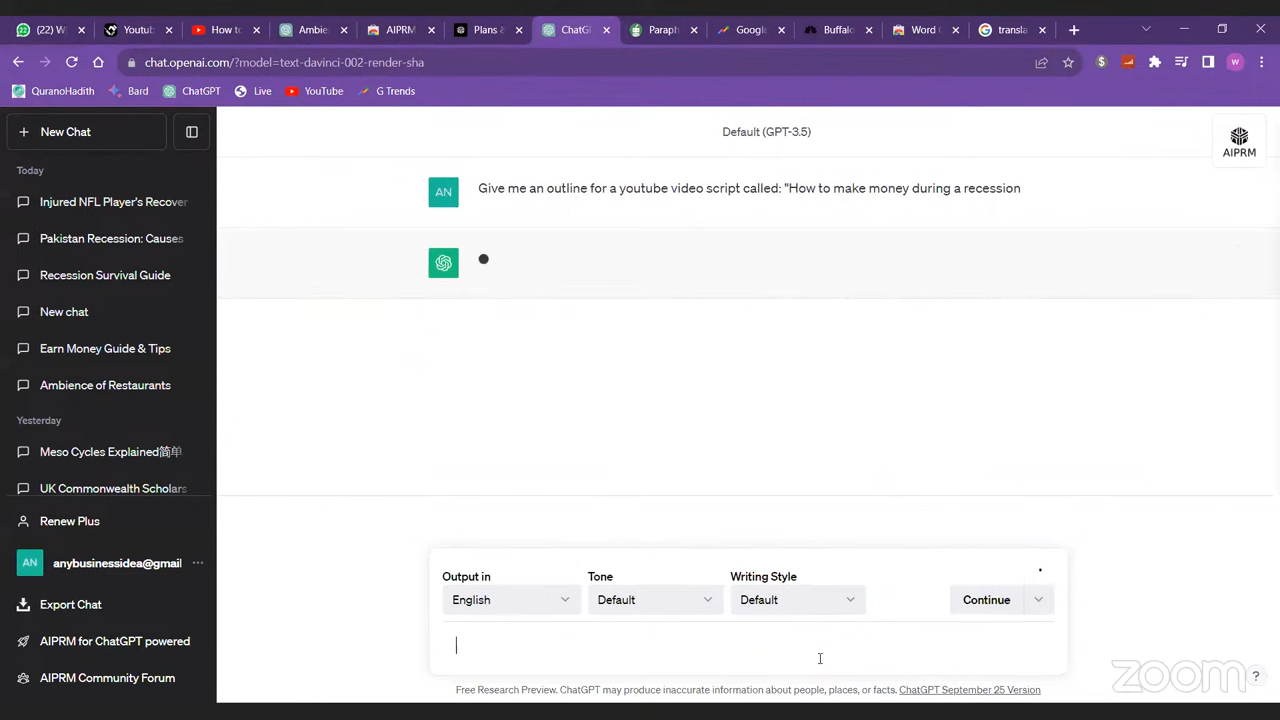 (22) W
Youtub
How to
Ambie
AIPRM
Plans &
ChatGI
Paraph
Google
Buffalo
Word C
transla
chat.openai.com/?model=text-davinci-002-render-sha
QuranoHadith
Bard
ChatGPT
Live
YouTube
G Trends
New Chat
Default (GPT-3.5)
AIPRM
Today
AN
Give me an outline for a youtube video script called: "How to make money during a recession
Injured NFL Player's Recover
Pakistan Recession: Causes
Recession Survival Guide
New chat
Earn Money Guide & Tips
Ambience of Restaurants
Yesterday
Meso Cycles Explained简单
UK Commonwealth Scholars
Renew Plus
AN
anybusinessidea@gmail
Export Chat
AIPRM for ChatGPT powered
AIPRM Community Forum
Output in
Tone
Writing Style
English
Default
Default
Continue
Free Research Preview. ChatGPT may produce inaccurate information about people, places, or facts. ChatGPT September 25 Version
zoom